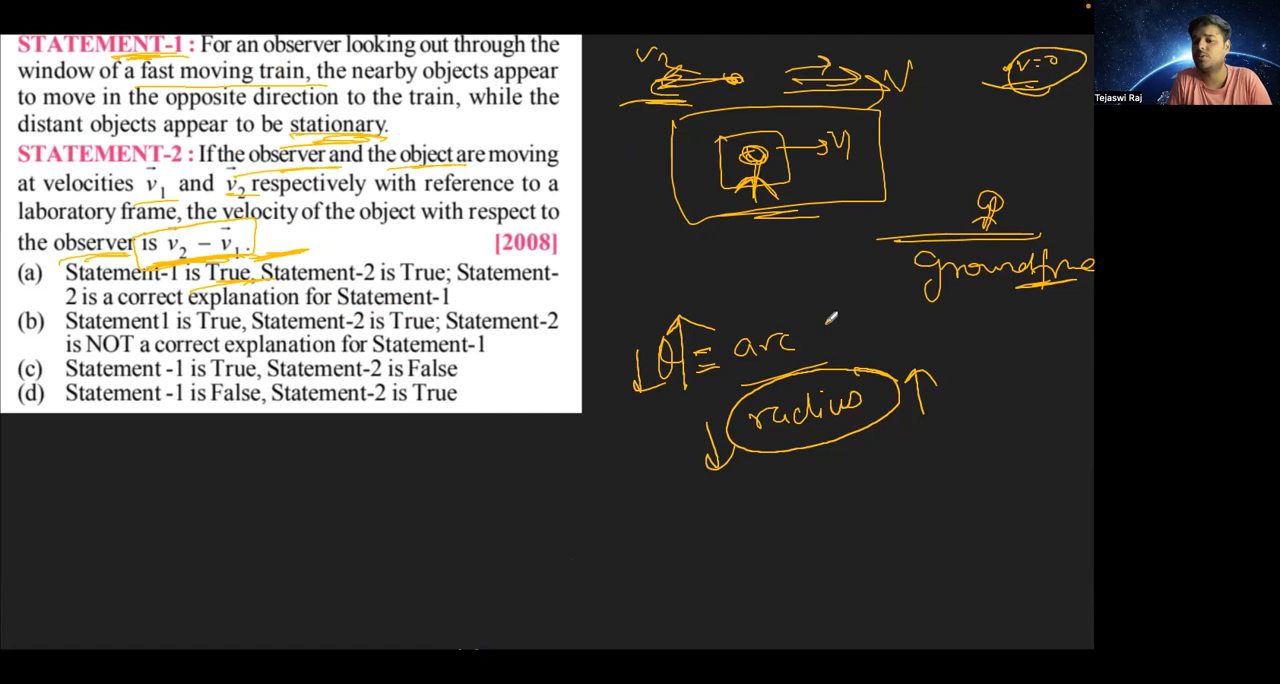 STATEMENT-1 : For an observer looking out through the
window of a fast moving train, the nearby objects appear
to move in the opposite direction to the train, while the
distant objects appear to be stationary.
STATEMENT-2 : If the observer and the object are moving
at velocities v⃗₁ and v⃗₂ respectively with reference to a
laboratory frame, the velocity of the object with respect to
the observer is v⃗₂ – v⃗₁. [2008]
(a) Statement-1 is True, Statement-2 is True; Statement-
2 is a correct explanation for Statement-1
(b) Statement1 is True, Statement-2 is True; Statement-2
is NOT a correct explanation for Statement-1
(c) Statement -1 is True, Statement-2 is False
(d) Statement -1 is False, Statement-2 is True
v₂
v
v=0
Tejaswi Raj
v₁
ground
θ = arc
radius